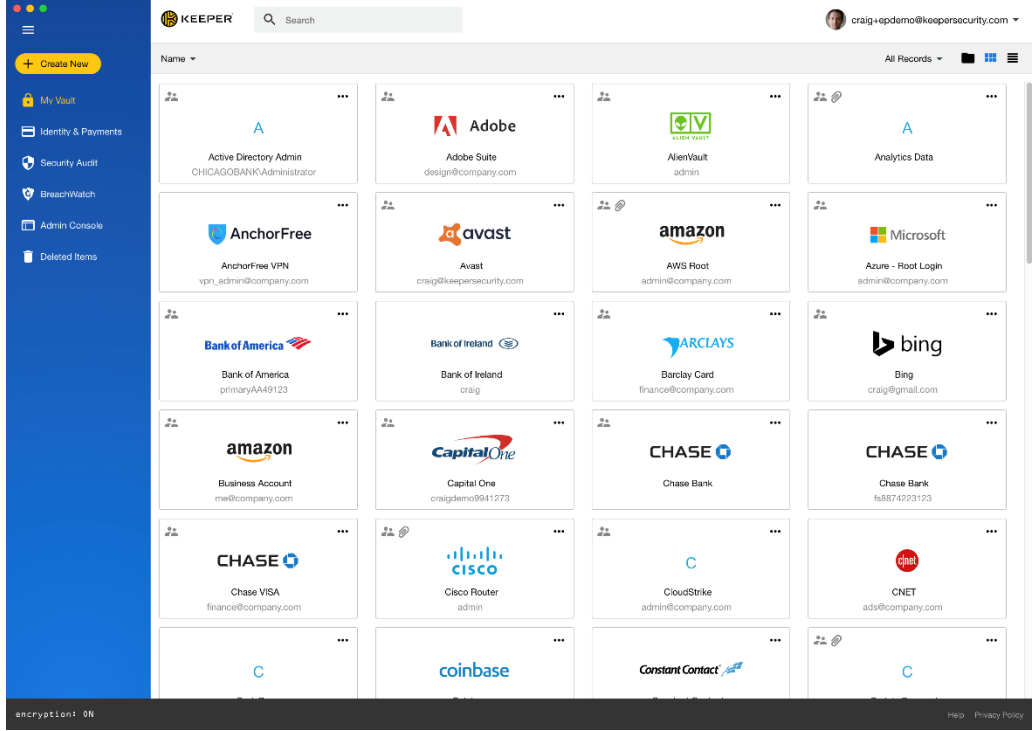 KEEPER
Search
craig+epdemo@keepersecurity.com
Create New
Name
All Records
My Vault
Identity & Payments
Security Audit
BreachWatch
Admin Console
Deleted Items
A
Adobe
ALIEN VAULT
A
Active Directory Admin
Adobe Suite
AlienVault
Analytics Data
CHICAGOBANK\Administrator
design@company.com
admin
AnchorFree
avast
amazon
Microsoft
AnchorFree VPN
Avast
AWS Root
Azure - Root Login
vpn_admin@company.com
craig@keepersecurity.com
admin@company.com
admin@company.com
Bank of America
Bank of Ireland
BARCLAYS
bing
Bank of America
Bank of Ireland
Barclay Card
Bing
primaryAA49123
craig
finance@company.com
craig@gmail.com
amazon
Capital One
CHASE
CHASE
Business Account
Capital One
Chase Bank
Chase Bank
me@company.com
craigdemo9941273
fs8874223123
CHASE
CISCO
C
c|net
Chase VISA
Cisco Router
CloudStrike
CNET
finance@company.com
admin
admin@company.com
ads@company.com
C
coinbase
Constant Contact
C
encryption: ON
Help
Privacy Policy